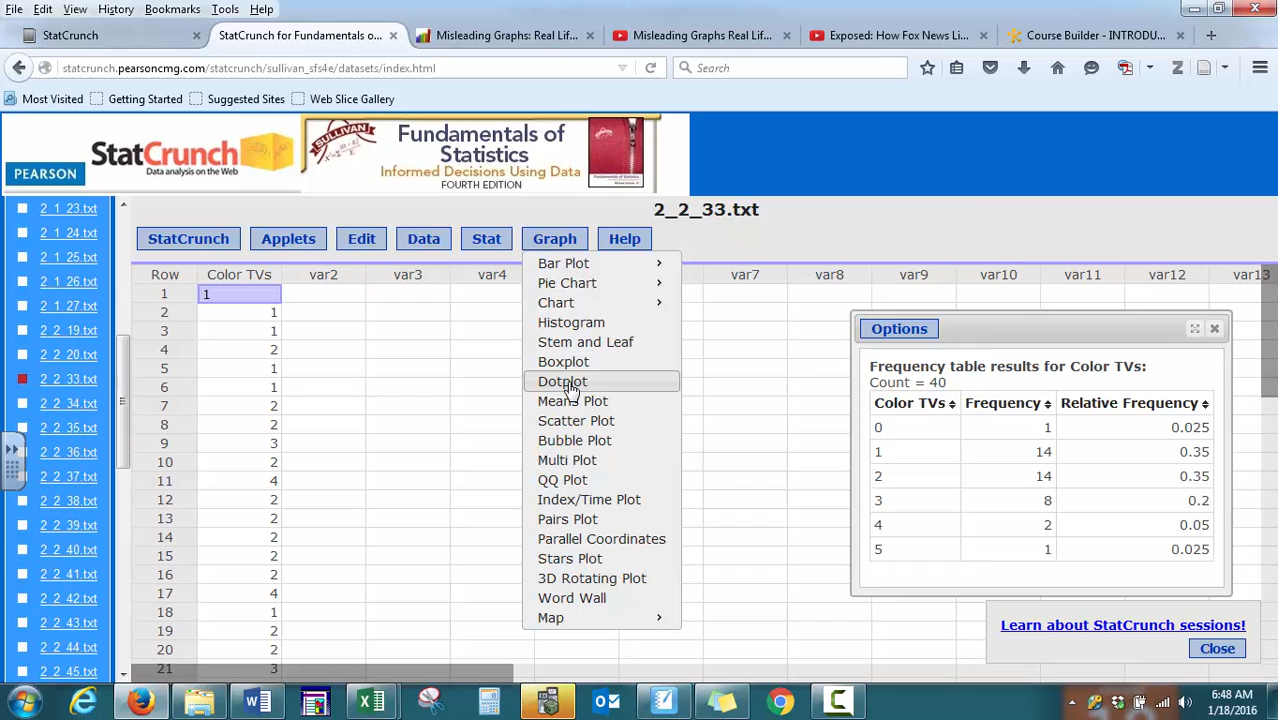 File Edit View History Bookmarks Tools Help
StatCrunch
StatCrunch for Fundamentals o...
Misleading Graphs: Real Lif...
Misleading Graphs Real Lif...
Exposed: How Fox News Li...
Course Builder - INTRODU...
statcrunch.pearsoncmg.com/statcrunch/sullivan_sfs4e/datasets/index.html
Search
Most Visited Getting Started Suggested Sites Web Slice Gallery
PEARSON
StatCrunch
Data analysis on the Web
SULLIVAN
Fundamentals of
Statistics
Informed Decisions Using Data
FOURTH EDITION
2_2_33.txt
2_1_23.txt
2_1_24.txt
2_1_25.txt
2_1_26.txt
2_1_27.txt
2_2_19.txt
2_2_20.txt
2_2_33.txt
2_2_34.txt
2_2_35.txt
2_2_36.txt
2_2_37.txt
2_2_38.txt
2_2_39.txt
2_2_40.txt
2_2_41.txt
2_2_42.txt
2_2_43.txt
2_2_44.txt
2_2_45.txt
StatCrunch Applets Edit Data Stat Graph Help
Row Color TVs var2 var3 var4 var7 var8 var9 var10 var11 var12 var13
1 1
2 1
3 1
4 2
5 1
6 1
7 2
8 2
9 3
10 2
11 4
12 2
13 2
14 2
15 2
16 2
17 4
18 1
19 2
20 2
21 3
Bar Plot
Pie Chart
Chart
Histogram
Stem and Leaf
Boxplot
Dotplot
Means Plot
Scatter Plot
Bubble Plot
Multi Plot
QQ Plot
Index/Time Plot
Pairs Plot
Parallel Coordinates
Stars Plot
3D Rotating Plot
Word Wall
Map
Options
Frequency table results for Color TVs:
Count = 40
Color TVs Frequency Relative Frequency
0 1 0.025
1 14 0.35
2 14 0.35
3 8 0.2
4 2 0.05
5 1 0.025
Learn about StatCrunch sessions!
Close
6:48 AM
1/18/2016